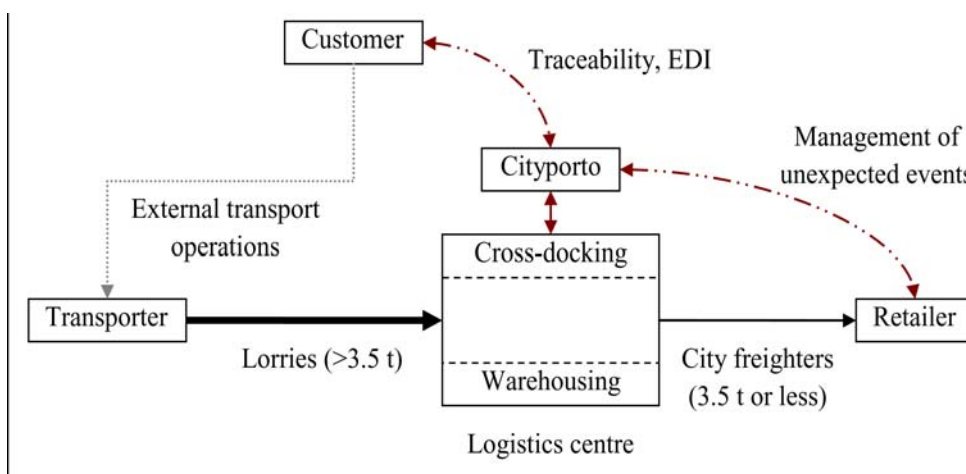 Customer
Traceability, EDI
Management of
unexpected events
Cityporto
External transport
operations
Cross-docking
Transporter
Retailer
Lorries (>3.5 t)
City freighters
(3.5 t or less)
Warehousing
Logistics centre